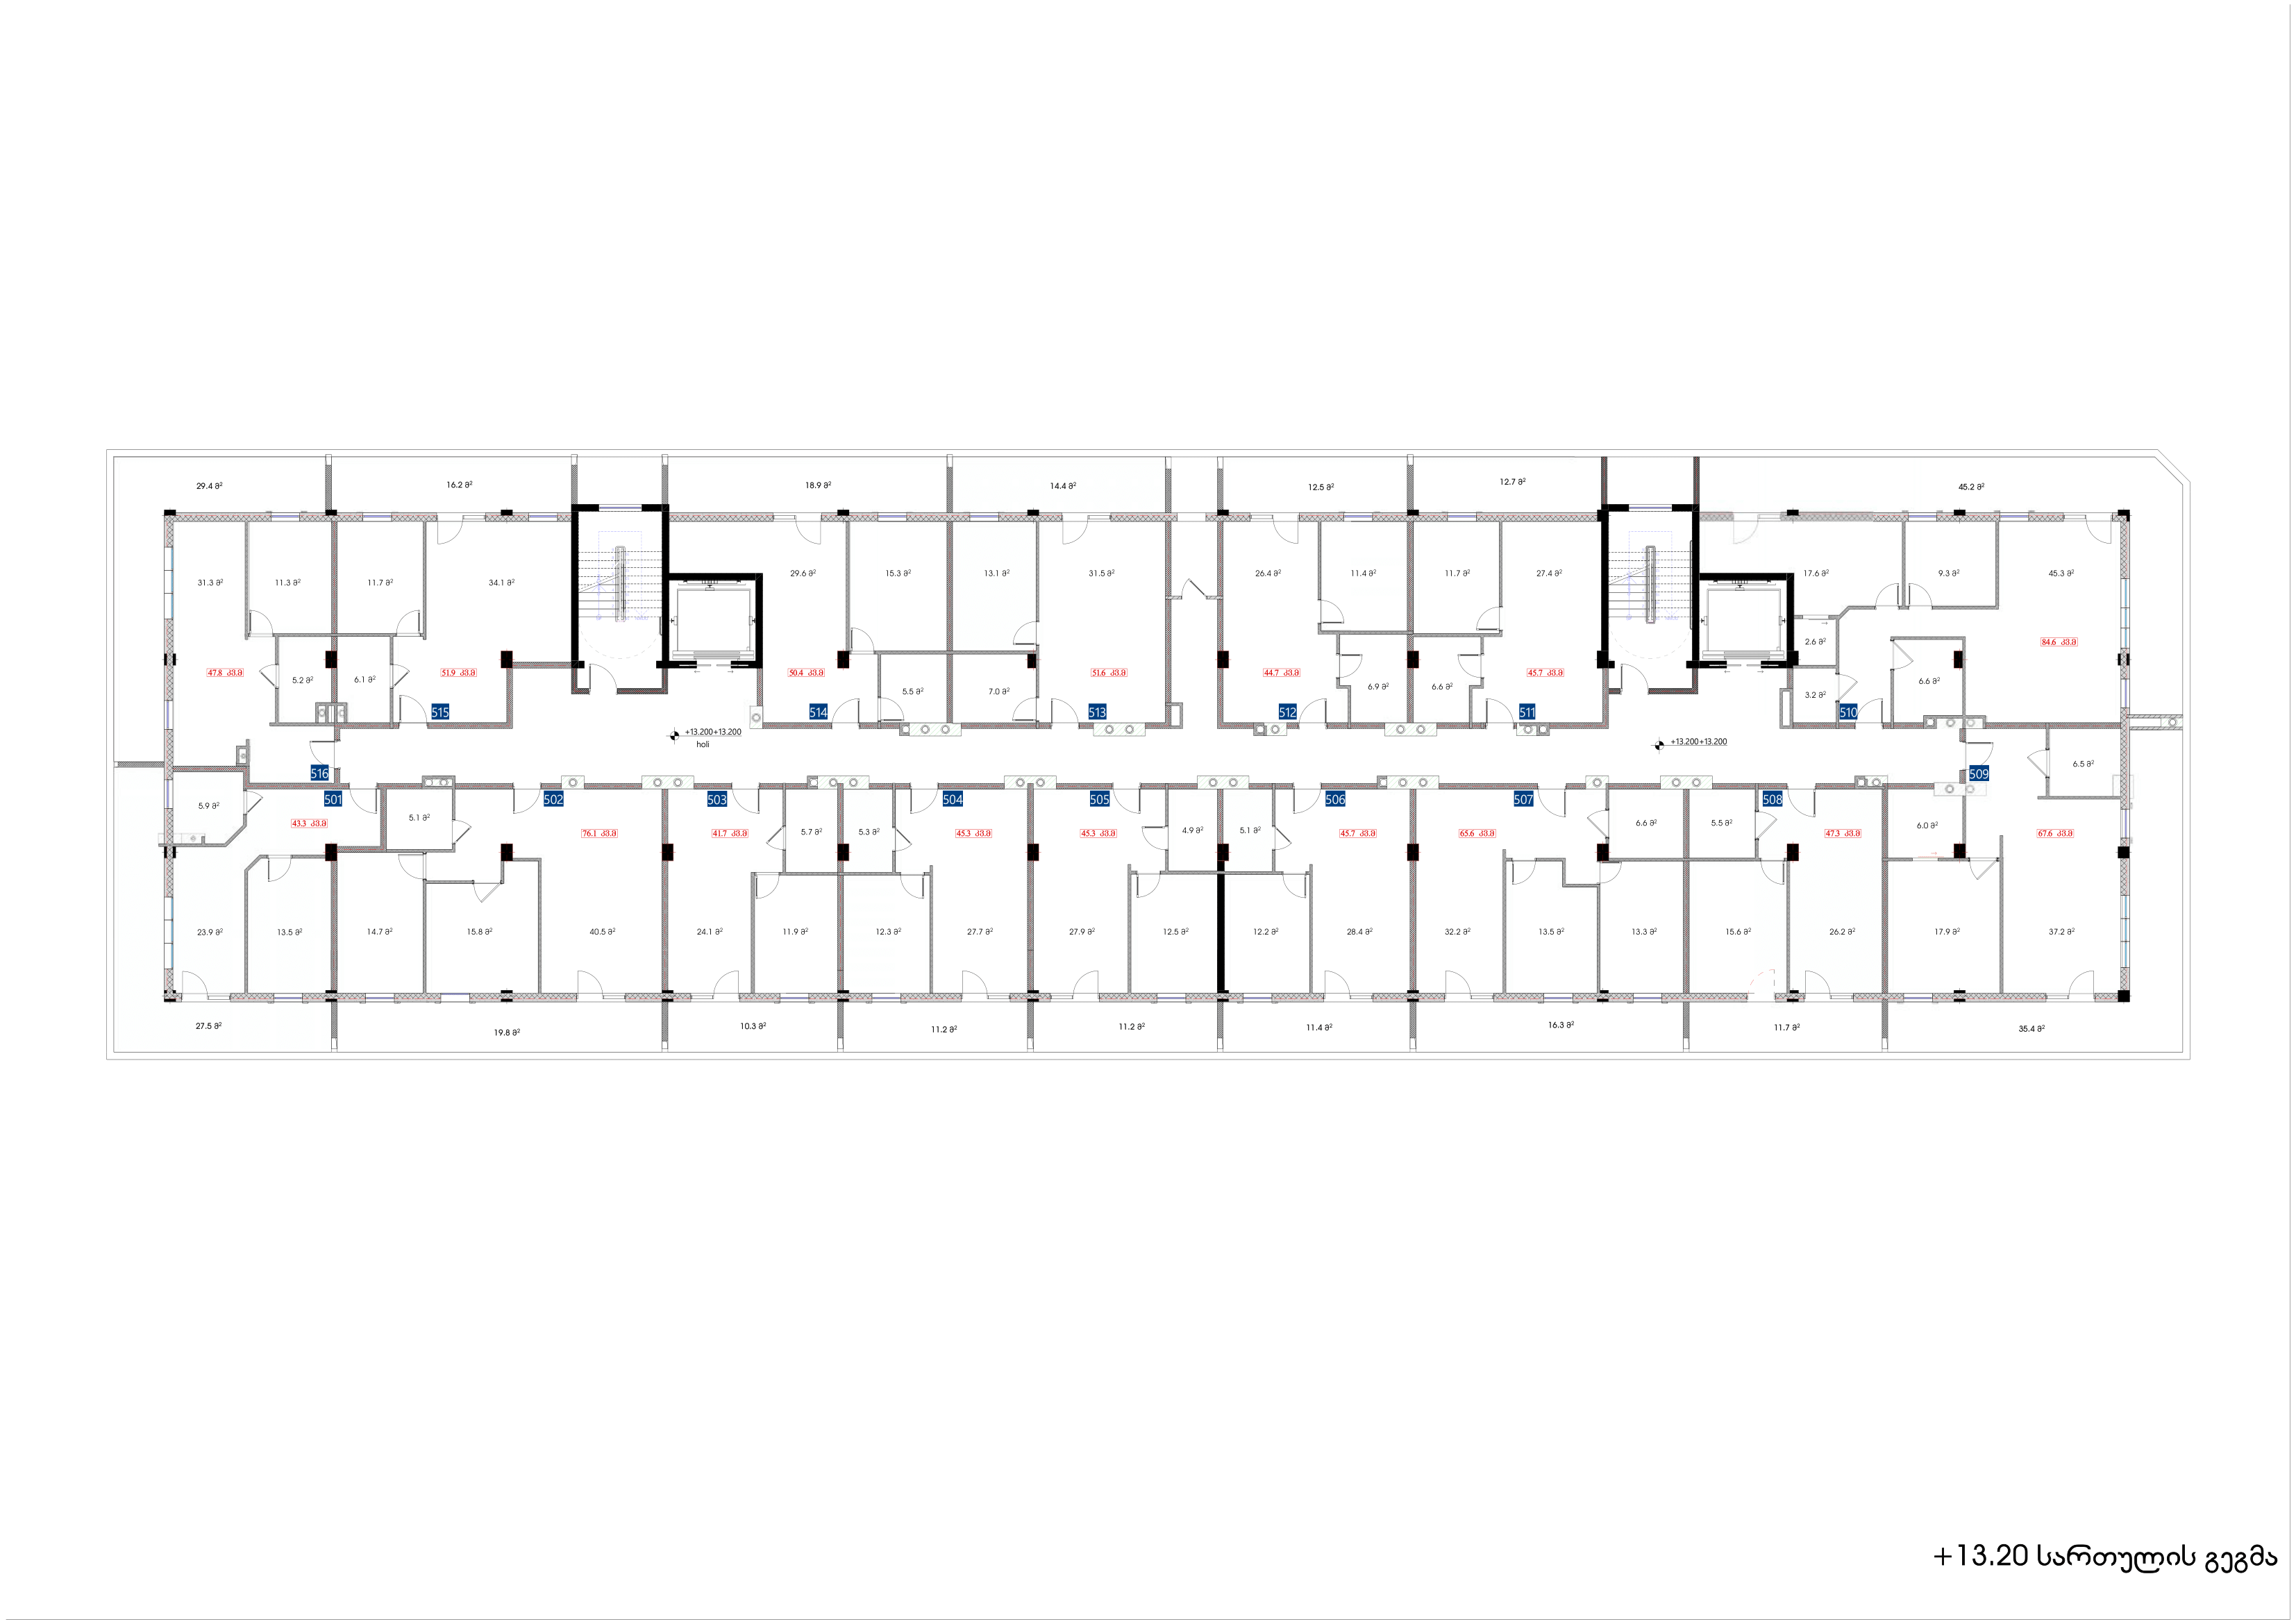 29.4 მ²
16.2 მ²
18.9 მ²
14.4 მ²
12.5 მ²
12.7 მ²
45.2 მ²
31.3 მ²
11.3 მ²
11.7 მ²
34.1 მ²
29.6 მ²
15.3 მ²
13.1 მ²
31.5 მ²
26.4 მ²
11.4 მ²
11.7 მ²
27.4 მ²
17.6 მ²
9.3 მ²
45.3 მ²
2.6 მ²
84.6 კვ.მ
47.8 კვ.მ
5.2 მ²
6.1 მ²
51.9 კვ.მ
50.4 კვ.მ
5.5 მ²
7.0 მ²
51.6 კვ.მ
44.7 კვ.მ
6.9 მ²
6.6 მ²
45.7 კვ.მ
3.2 მ²
6.6 მ²
515
514
513
512
511
510
+13.200+13.200
holi
+13.200+13.200
516
509
6.5 მ²
501
502
503
504
505
506
507
508
5.9 მ²
43.3 კვ.მ
5.1 მ²
76.1 კვ.მ
41.7 კვ.მ
5.7 მ²
5.3 მ²
45.3 კვ.მ
45.3 კვ.მ
4.9 მ²
5.1 მ²
45.7 კვ.მ
65.6 კვ.მ
6.6 მ²
5.5 მ²
47.3 კვ.მ
6.0 მ²
67.6 კვ.მ
23.9 მ²
13.5 მ²
14.7 მ²
15.8 მ²
40.5 მ²
24.1 მ²
11.9 მ²
12.3 მ²
27.7 მ²
27.9 მ²
12.5 მ²
12.2 მ²
28.4 მ²
32.2 მ²
13.5 მ²
13.3 მ²
15.6 მ²
26.2 მ²
17.9 მ²
37.2 მ²
27.5 მ²
19.8 მ²
10.3 მ²
11.2 მ²
11.2 მ²
11.4 მ²
16.3 მ²
11.7 მ²
35.4 მ²
+13.20 სართულის გეგმა